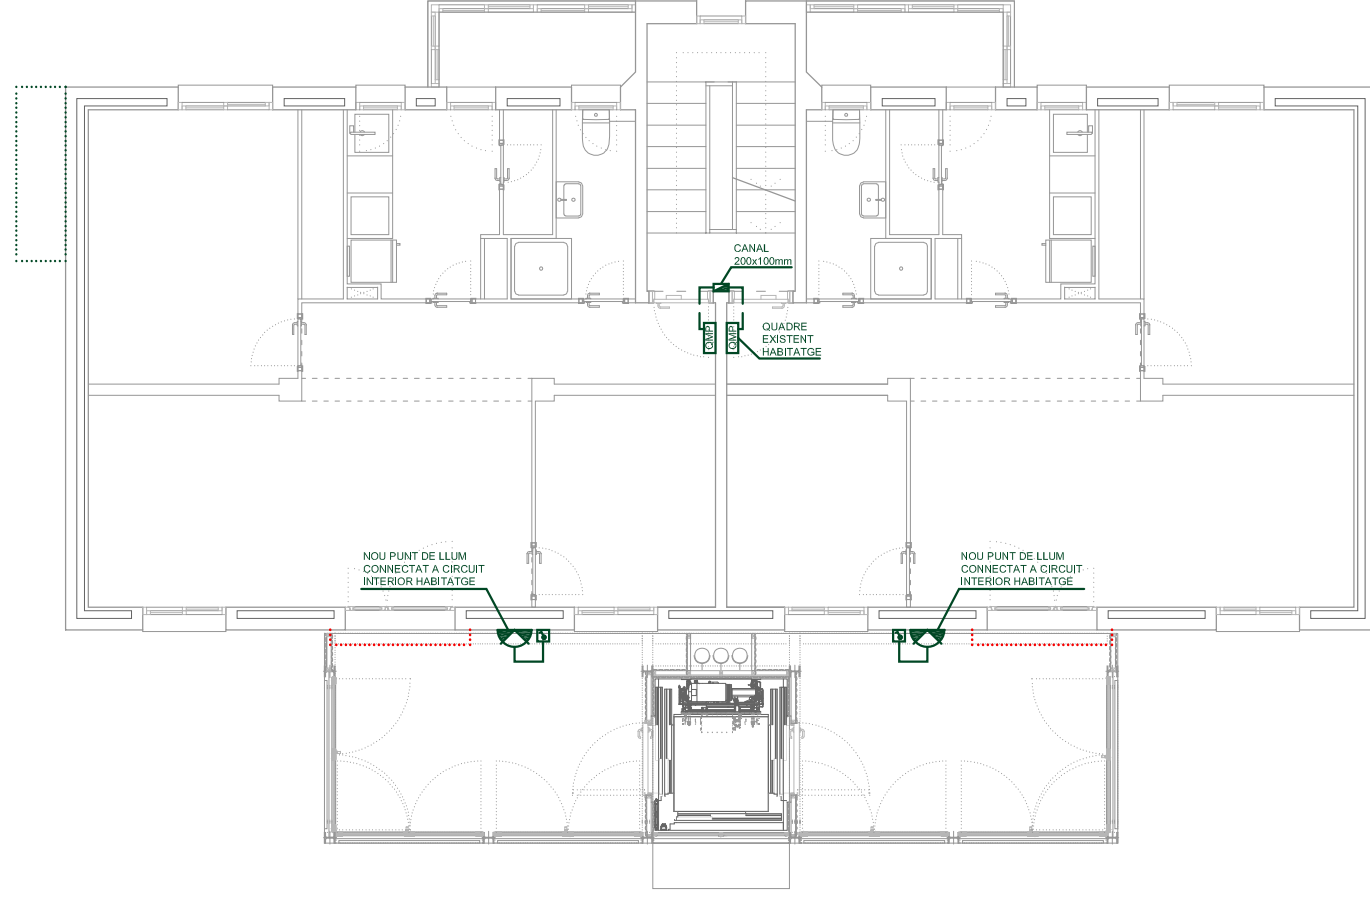 CANAL
200x100mm
QMP
QMP
QUADRE
EXISTENT
HABITATGE
NOU PUNT DE LLUM
CONNECTAT A CIRCUIT
INTERIOR HABITATGE
NOU PUNT DE LLUM
CONNECTAT A CIRCUIT
INTERIOR HABITATGE